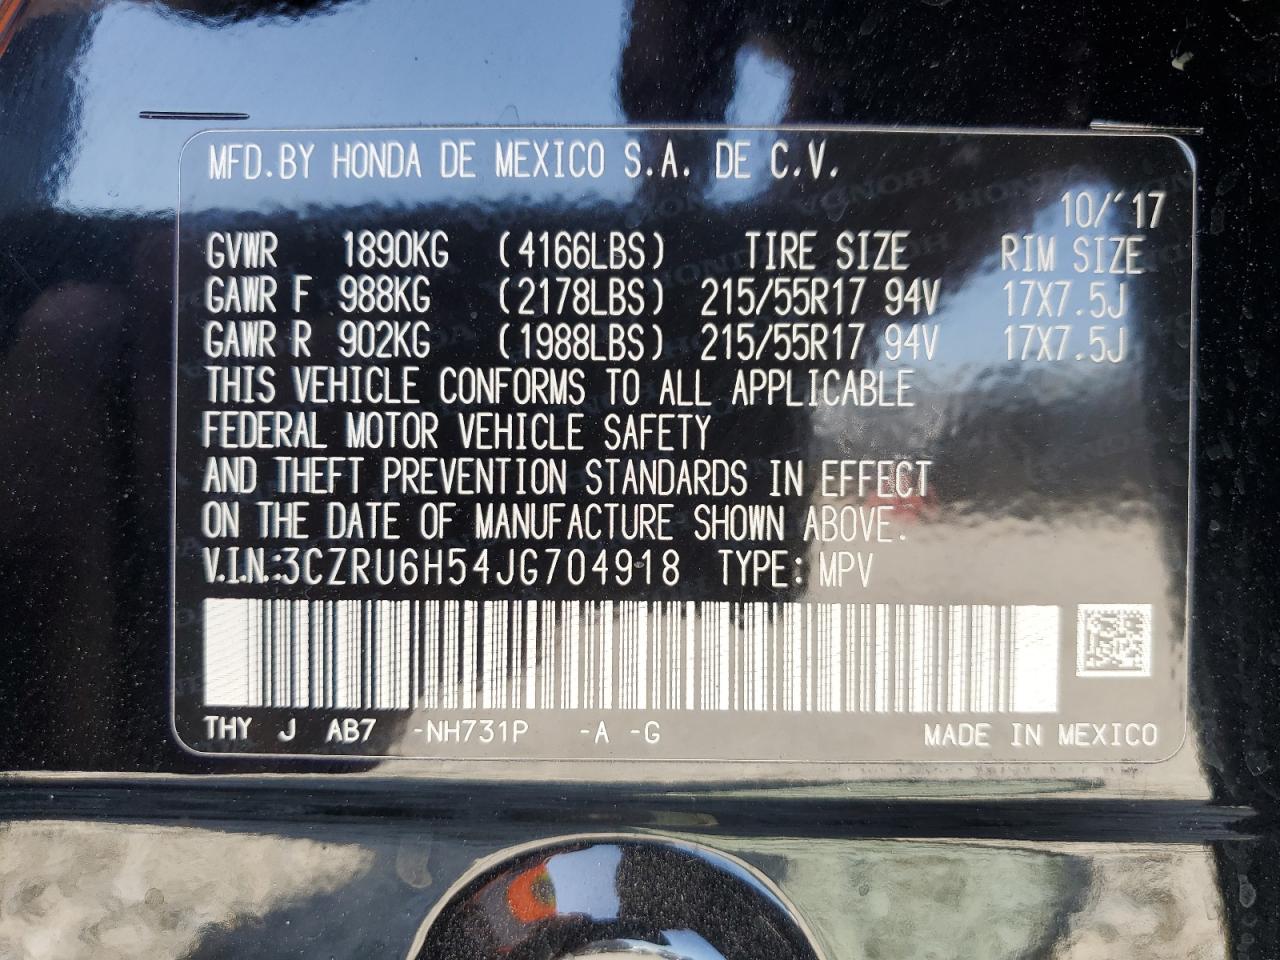 MFD.BY HONDA DE MEXICO S.A. DE C.V.
10/'17
GVWR 1890KG (4166LBS) TIRE SIZE RIM SIZE
GAWR F 988KG (2178LBS) 215/55R17 94V 17X7.5J
GAWR R 902KG (1988LBS) 215/55R17 94V 17X7.5J
THIS VEHICLE CONFORMS TO ALL APPLICABLE
FEDERAL MOTOR VEHICLE SAFETY
AND THEFT PREVENTION STANDARDS IN EFFECT
ON THE DATE OF MANUFACTURE SHOWN ABOVE.
V.I.N.:3CZRU6H54JG704918 TYPE: MPV
THY J AB7 -NH731P -A -G MADE IN MEXICO